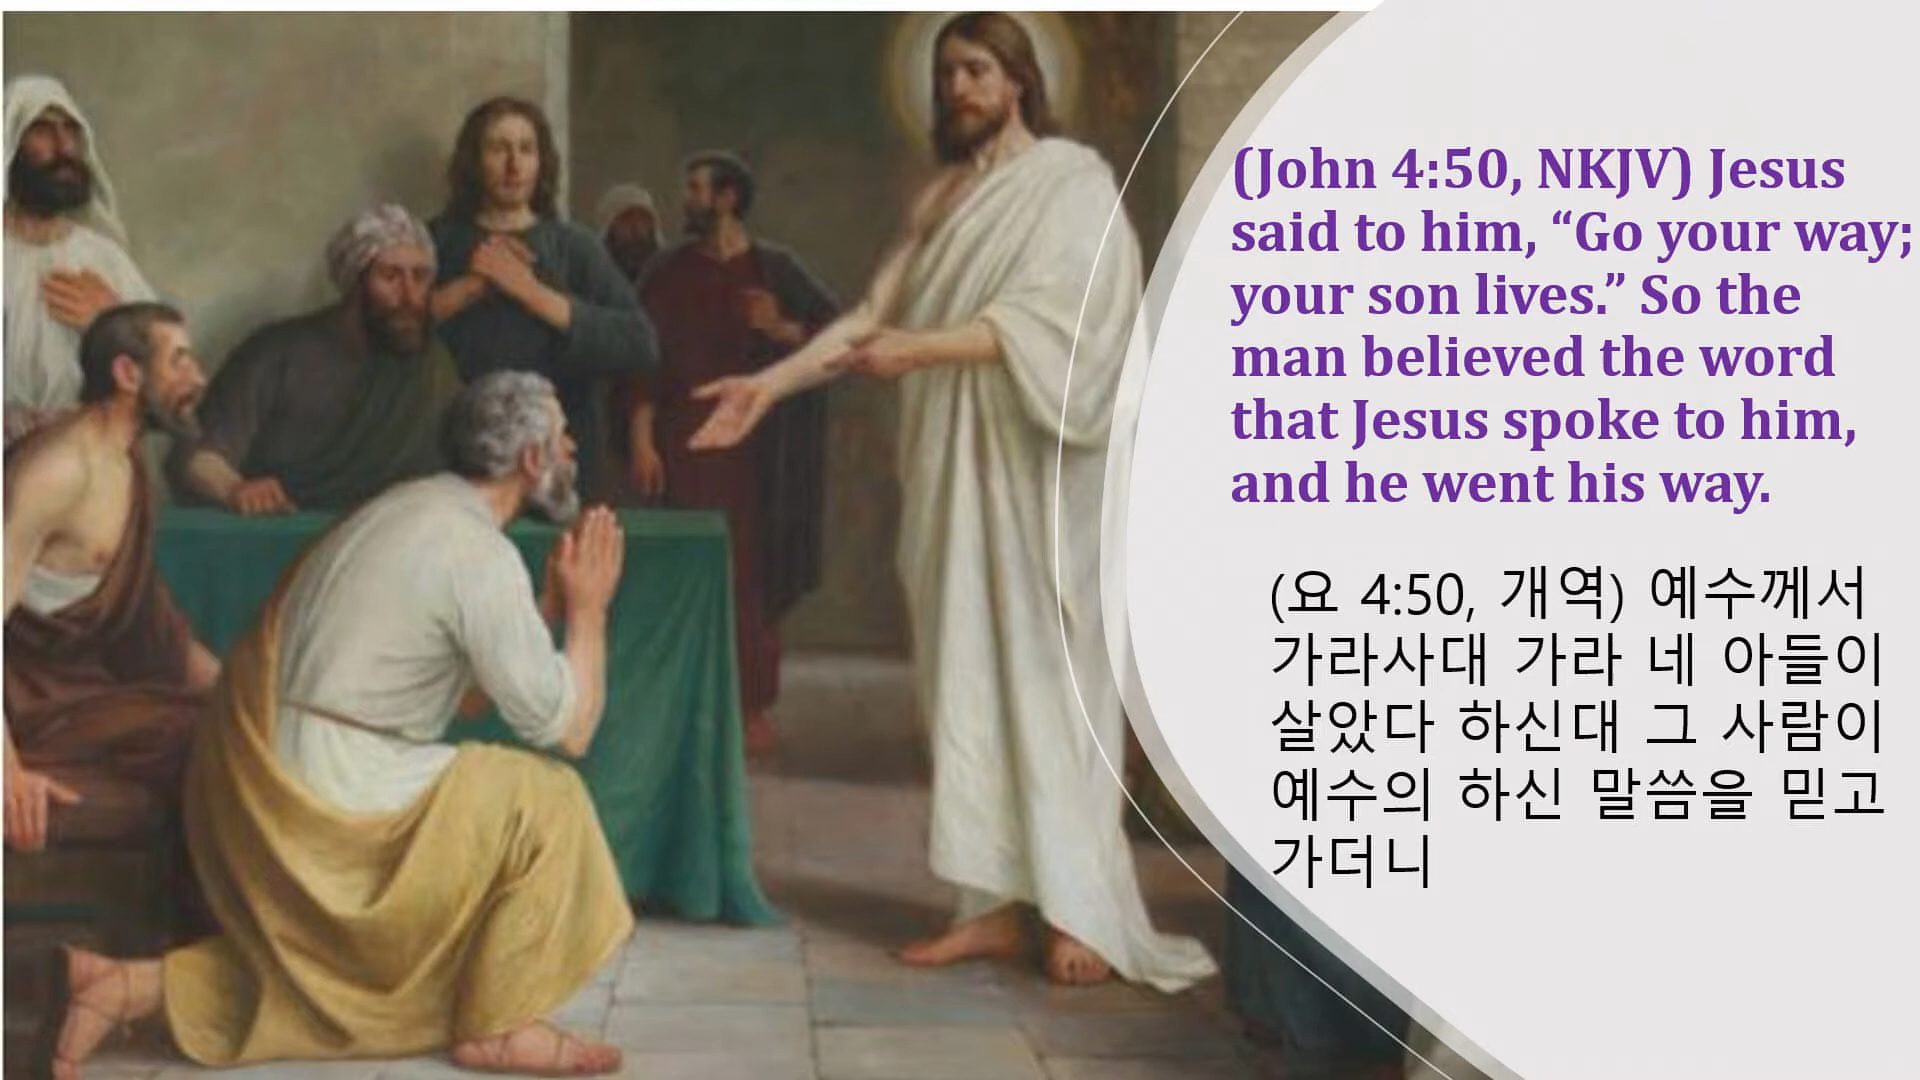 (John 4:50, NKJV) Jesus
said to him, “Go your way;
your son lives.” So the
man believed the word
that Jesus spoke to him,
and he went his way.
(요 4:50, 개역) 예수께서
가라사대 가라 네 아들이
살았다 하신대 그 사람이
예수의 하신 말씀을 믿고
가더니